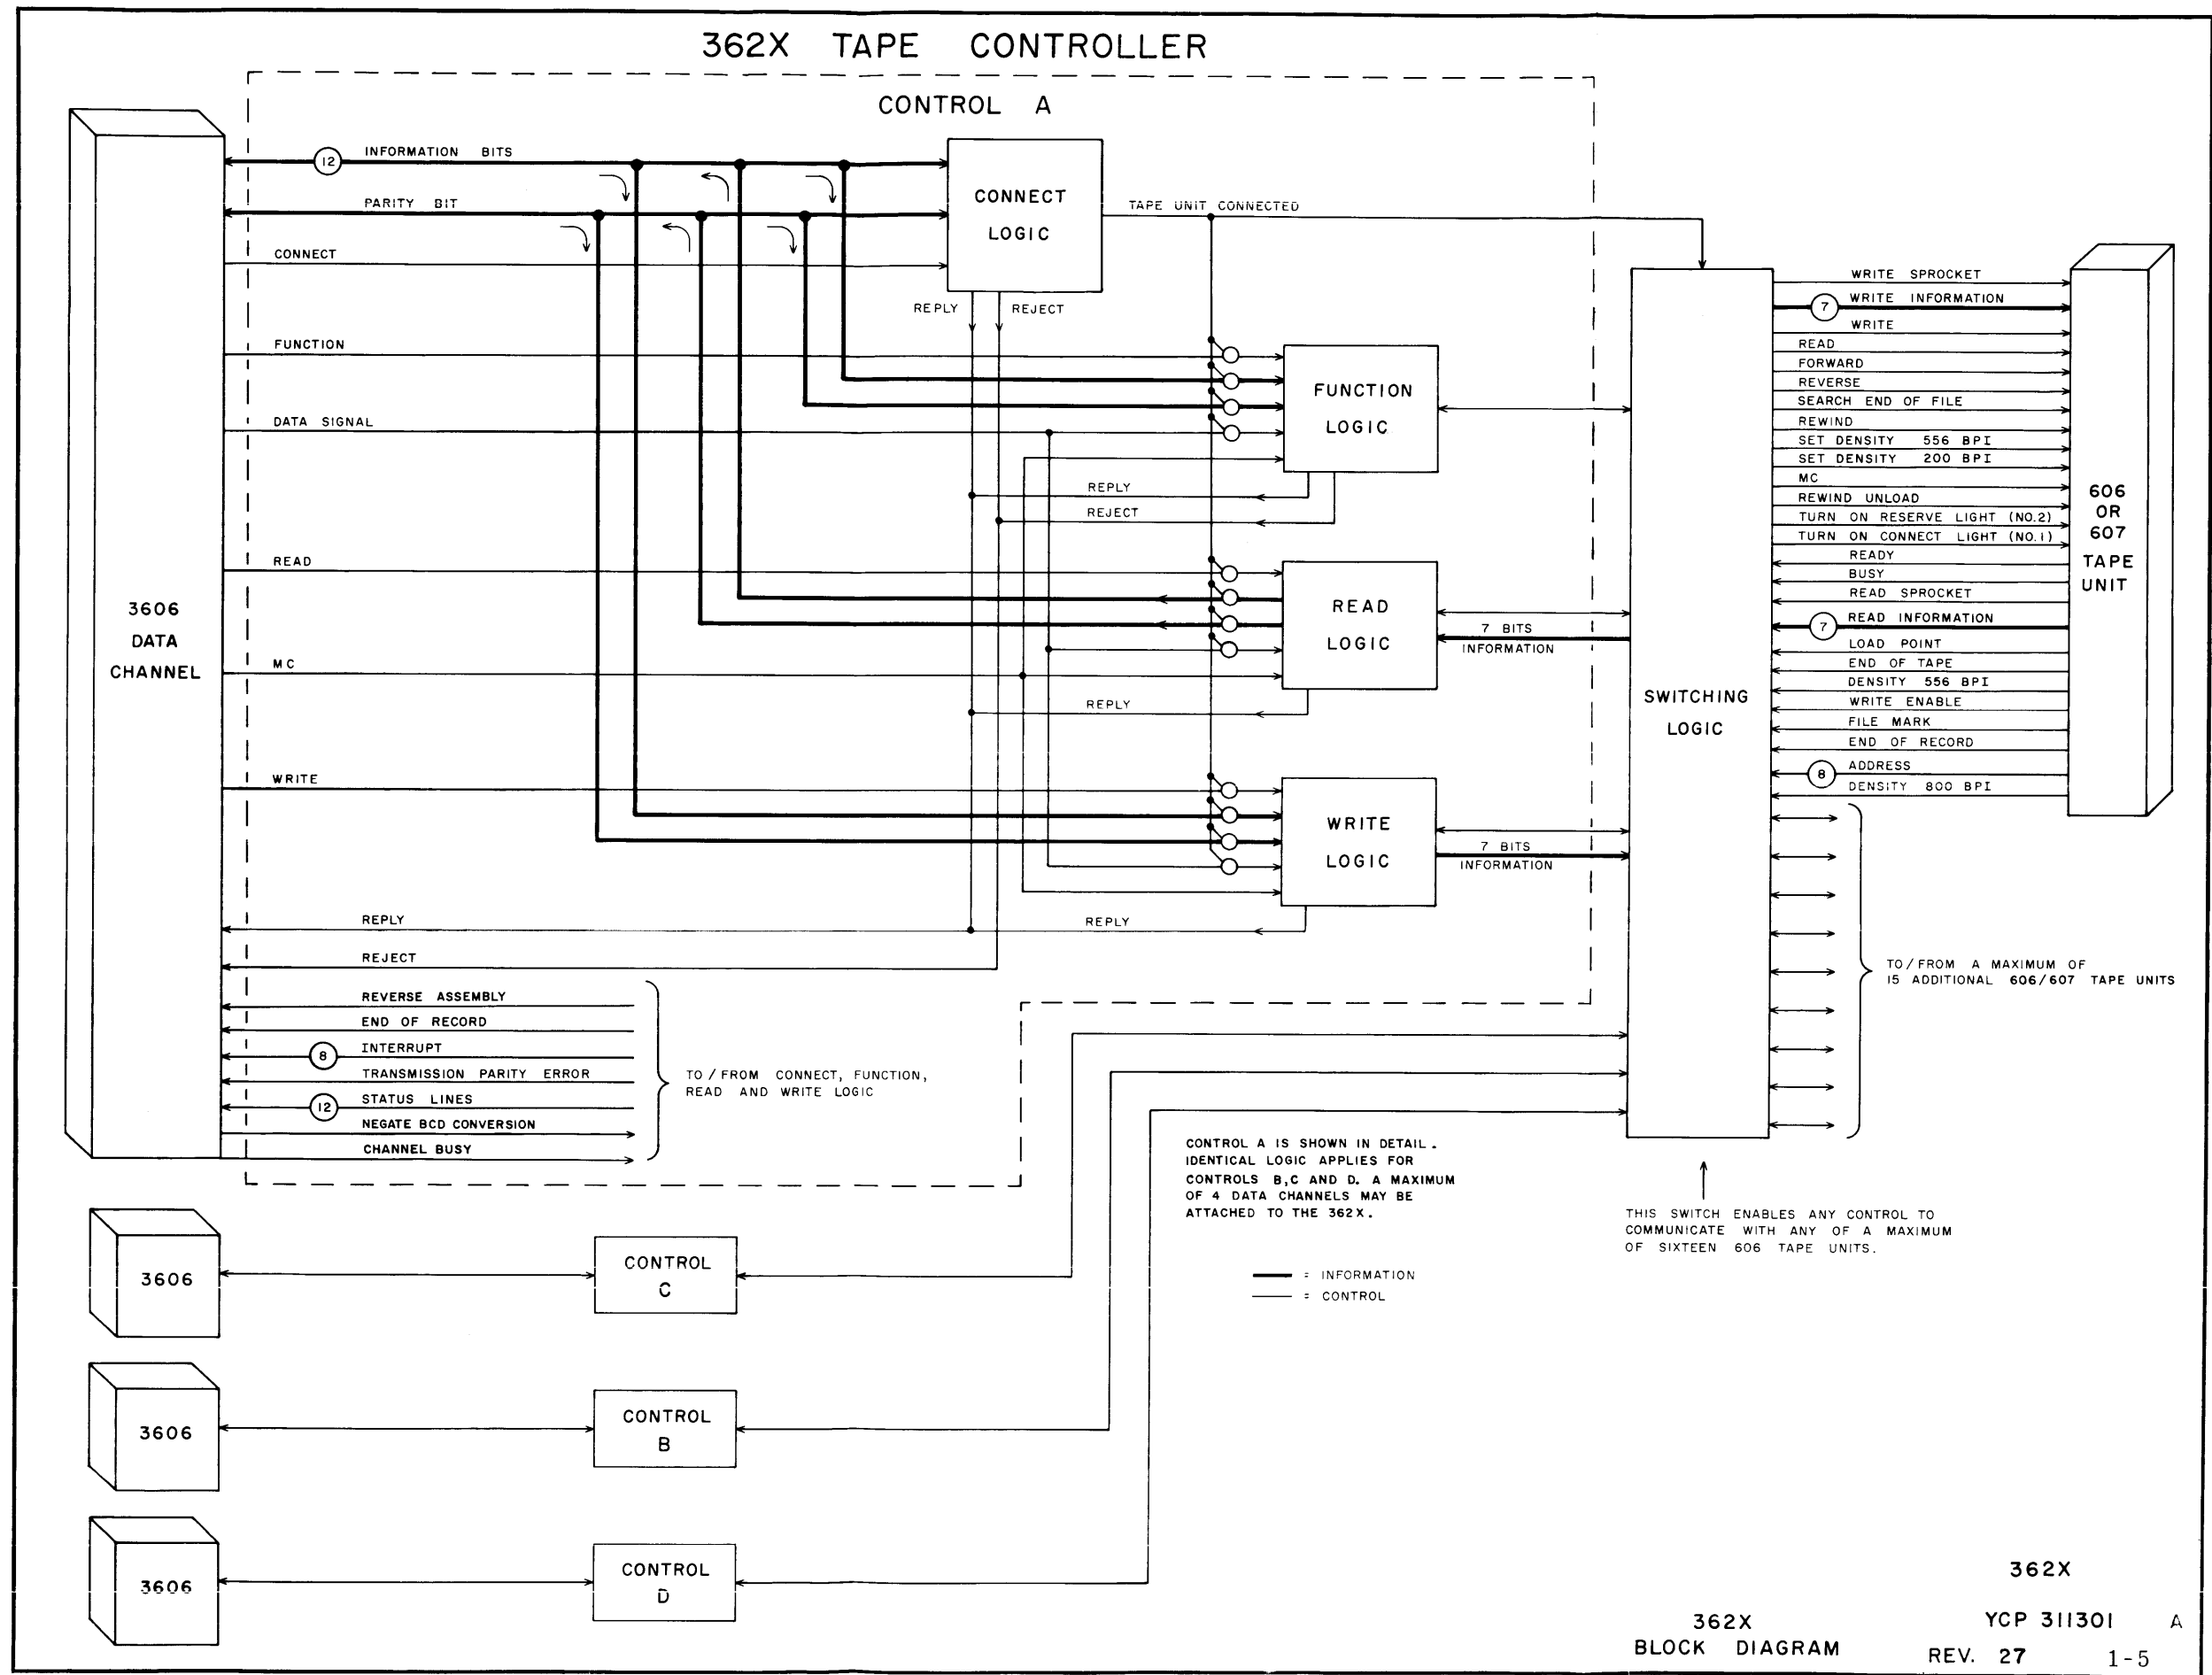 362X TAPE CONTROLLER
CONTROL A
12
INFORMATION BITS
PARITY BIT
CONNECT
CONNECT
LOGIC
TAPE UNIT CONNECTED
REPLY
REJECT
FUNCTION
DATA SIGNAL
FUNCTION
LOGIC
REPLY
REJECT
READ
READ
LOGIC
7 BITS
INFORMATION
MC
REPLY
WRITE
WRITE
LOGIC
7 BITS
INFORMATION
REPLY
REPLY
REJECT
3606
DATA
CHANNEL
REVERSE ASSEMBLY
END OF RECORD
8
INTERRUPT
TRANSMISSION PARITY ERROR
12
STATUS LINES
NEGATE BCD CONVERSION
CHANNEL BUSY
TO / FROM CONNECT, FUNCTION,
READ AND WRITE LOGIC
SWITCHING
LOGIC
WRITE SPROCKET
7
WRITE INFORMATION
WRITE
READ
FORWARD
REVERSE
SEARCH END OF FILE
REWIND
SET DENSITY 556 BPI
SET DENSITY 200 BPI
MC
REWIND UNLOAD
TURN ON RESERVE LIGHT (NO.2)
TURN ON CONNECT LIGHT (NO.1)
READY
BUSY
READ SPROCKET
7
READ INFORMATION
LOAD POINT
END OF TAPE
DENSITY 556 BPI
WRITE ENABLE
FILE MARK
END OF RECORD
8
ADDRESS
DENSITY 800 BPI
606
OR
607
TAPE
UNIT
TO / FROM A MAXIMUM OF
15 ADDITIONAL 606/607 TAPE UNITS
CONTROL A IS SHOWN IN DETAIL.
IDENTICAL LOGIC APPLIES FOR
CONTROLS B,C AND D. A MAXIMUM
OF 4 DATA CHANNELS MAY BE
ATTACHED TO THE 362X.
= INFORMATION
= CONTROL
THIS SWITCH ENABLES ANY CONTROL TO
COMMUNICATE WITH ANY OF A MAXIMUM
OF SIXTEEN 606 TAPE UNITS.
3606
CONTROL
C
3606
CONTROL
B
3606
CONTROL
D
362X
BLOCK DIAGRAM
362X
YCP 311301 A
REV. 27 1-5